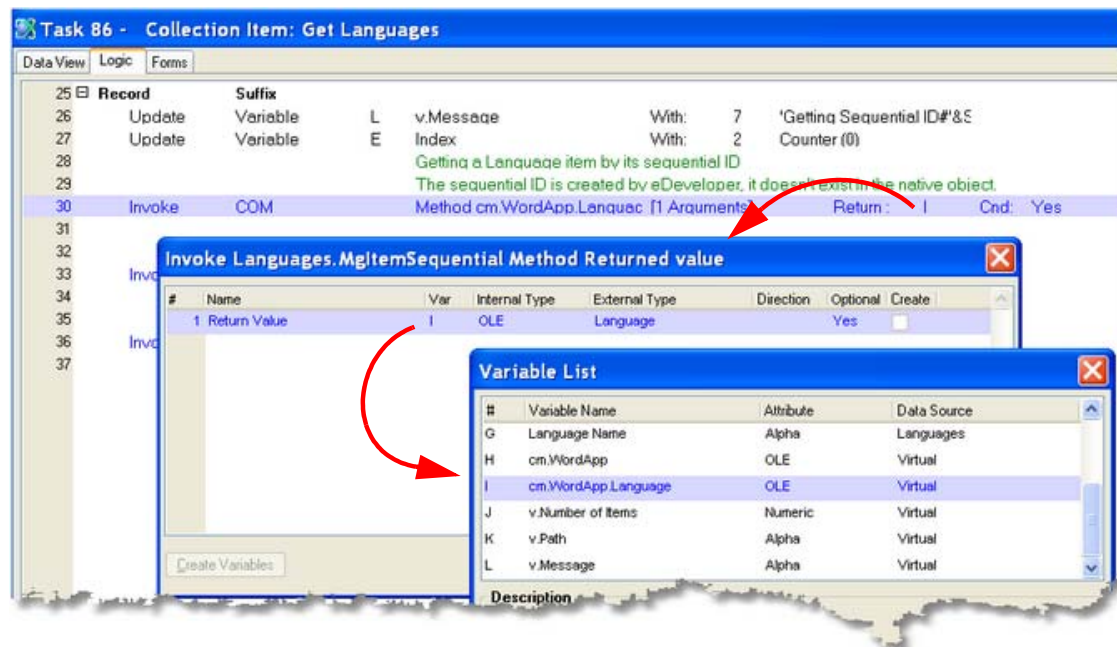 Task 86 - Collection Item: Get Languages
Data View Logic Forms
25 Record Suffix
26 Update Variable L v.Message With: 7 'Getting Sequential ID#'&S
27 Update Variable E Index With: 2 Counter (0)
28 Getting a Language item by its sequential ID
29 The sequential ID is created by eDeveloper, it doesn't exist in the native object.
30 Invoke COM Method cm.WordApp.Languac [1 Arguments] Return : I Cnd: Yes
31
32
33 Invo
34
35
36 Invo
37
Invoke Languages.MgItemSequential Method Returned value
# Name Var Internal Type External Type Direction Optional Create
1 Return Value I OLE Language Yes
Create Variables
Variable List
# Variable Name Attribute Data Source
G Language Name Alpha Languages
H cm.WordApp OLE Virtual
I cm.WordApp.Language OLE Virtual
J v.Number of Items Numeric Virtual
K v.Path Alpha Virtual
L v.Message Alpha Virtual
Description